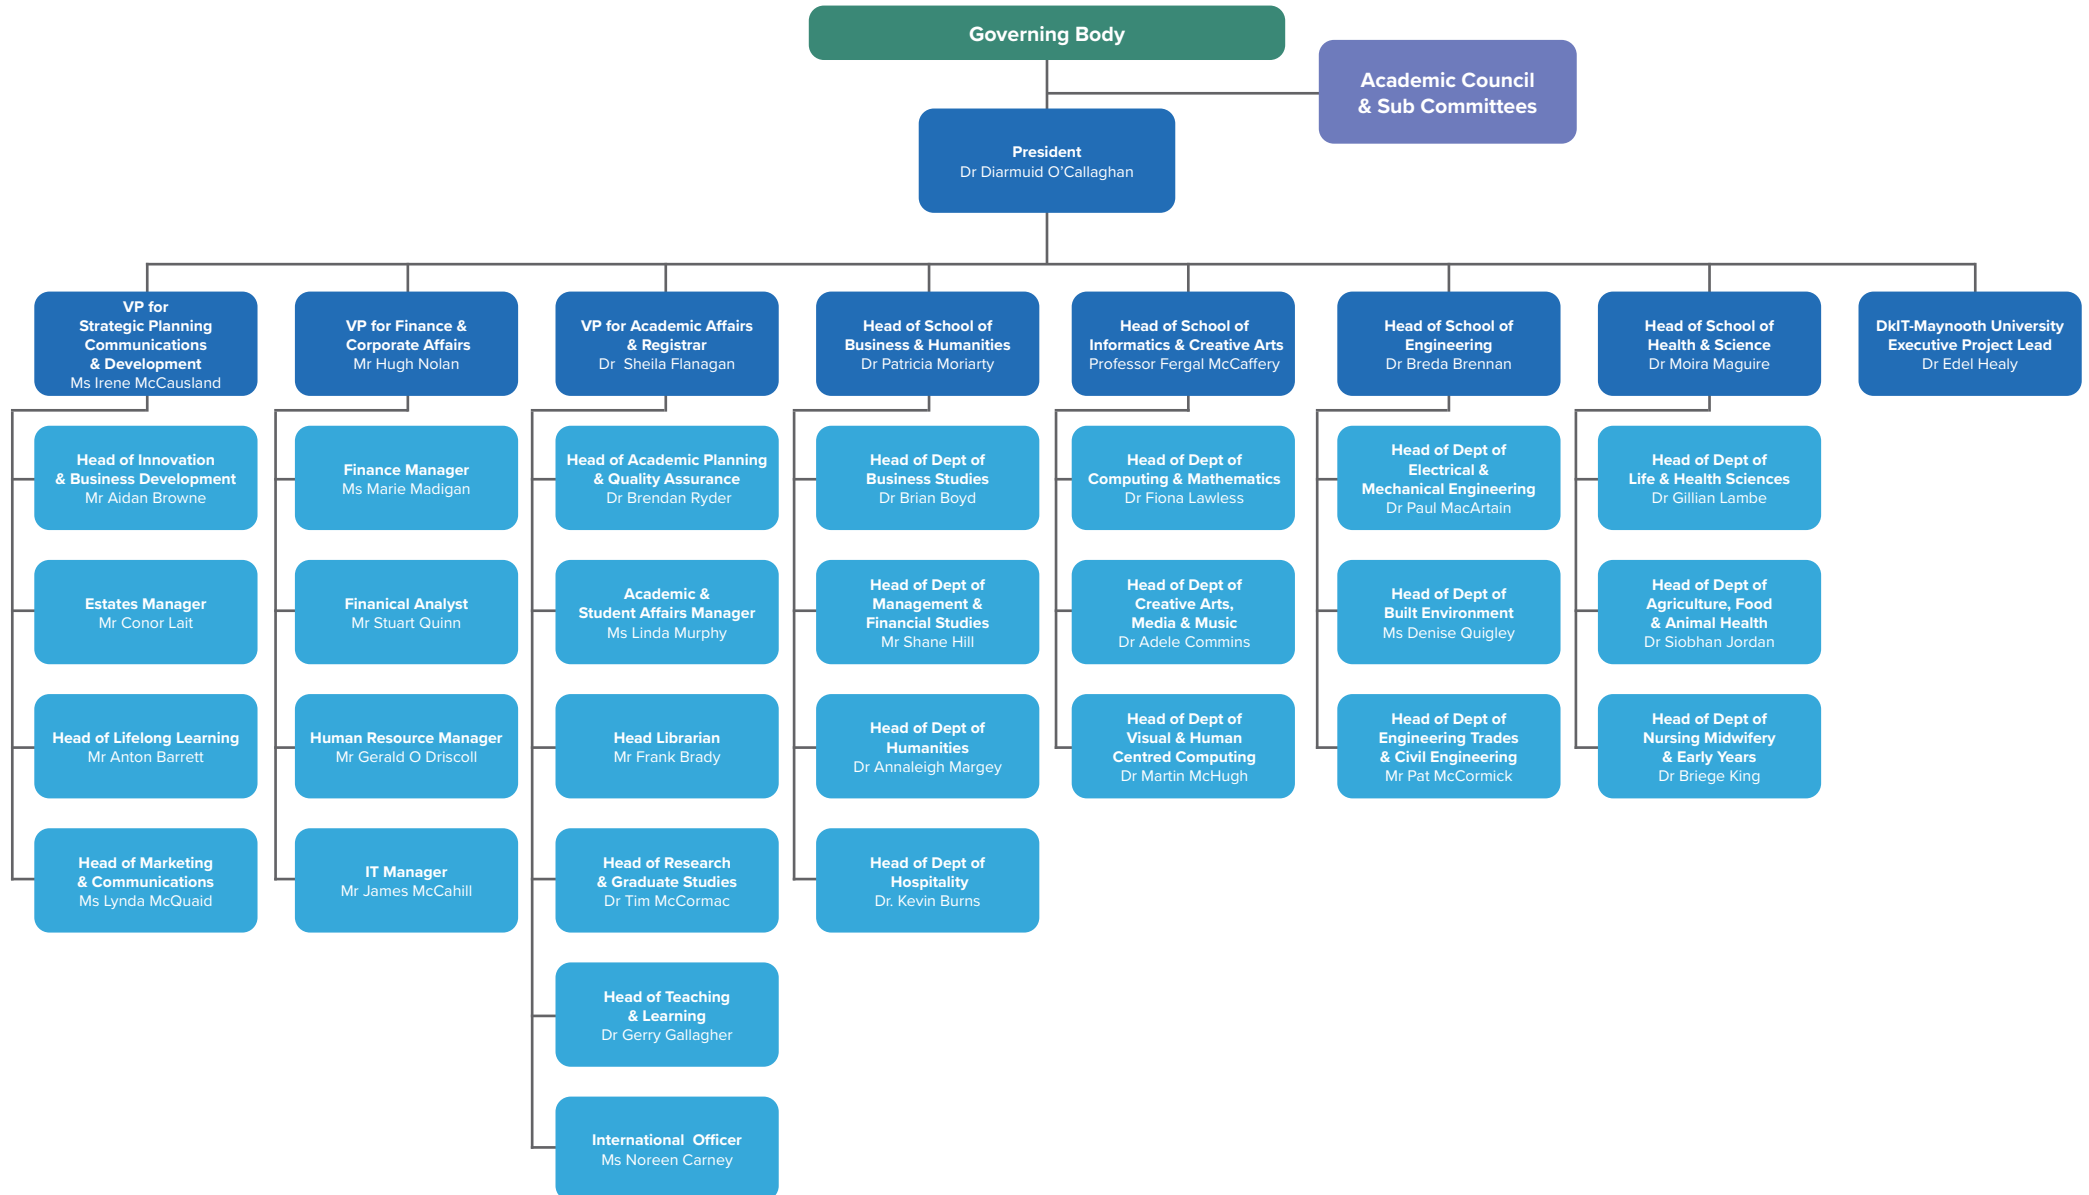 Governing Body
Academic Council
& Sub Committees
President
Dr Diarmuid O’Callaghan
VP for
Strategic Planning
Communications
& Development
Ms Irene McCausland
VP for Finance &
Corporate Affairs
Mr Hugh Nolan
VP for Academic Affairs
& Registrar
Dr Sheila Flanagan
Head of School of
Business & Humanities
Dr Patricia Moriarty
Head of School of
Informatics & Creative Arts
Professor Fergal McCaffery
Head of School of
Engineering
Dr Breda Brennan
Head of School of
Health & Science
Dr Moira Maguire
DkIT-Maynooth University
Executive Project Lead
Dr Edel Healy
Head of Innovation
& Business Development
Mr Aidan Browne
Finance Manager
Ms Marie Madigan
Head of Academic Planning
& Quality Assurance
Dr Brendan Ryder
Head of Dept of
Business Studies
Dr Brian Boyd
Head of Dept of
Computing & Mathematics
Dr Fiona Lawless
Head of Dept of
Electrical &
Mechanical Engineering
Dr Paul MacArtain
Head of Dept of
Life & Health Sciences
Dr Gillian Lambe
Estates Manager
Mr Conor Lait
Finanical Analyst
Mr Stuart Quinn
Academic &
Student Affairs Manager
Ms Linda Murphy
Head of Dept of
Management &
Financial Studies
Mr Shane Hill
Head of Dept of
Creative Arts,
Media & Music
Dr Adele Commins
Head of Dept of
Built Environment
Ms Denise Quigley
Head of Dept of
Agriculture, Food
& Animal Health
Dr Siobhan Jordan
Head of Lifelong Learning
Mr Anton Barrett
Human Resource Manager
Mr Gerald O Driscoll
Head Librarian
Mr Frank Brady
Head of Dept of
Humanities
Dr Annaleigh Margey
Head of Dept of
Visual & Human
Centred Computing
Dr Martin McHugh
Head of Dept of
Engineering Trades
& Civil Engineering
Mr Pat McCormick
Head of Dept of
Nursing Midwifery
& Early Years
Dr Briege King
Head of Marketing
& Communications
Ms Lynda McQuaid
IT Manager
Mr James McCahill
Head of Research
& Graduate Studies
Dr Tim McCormac
Head of Dept of
Hospitality
Dr. Kevin Burns
Head of Teaching
& Learning
Dr Gerry Gallagher
International Officer
Ms Noreen Carney